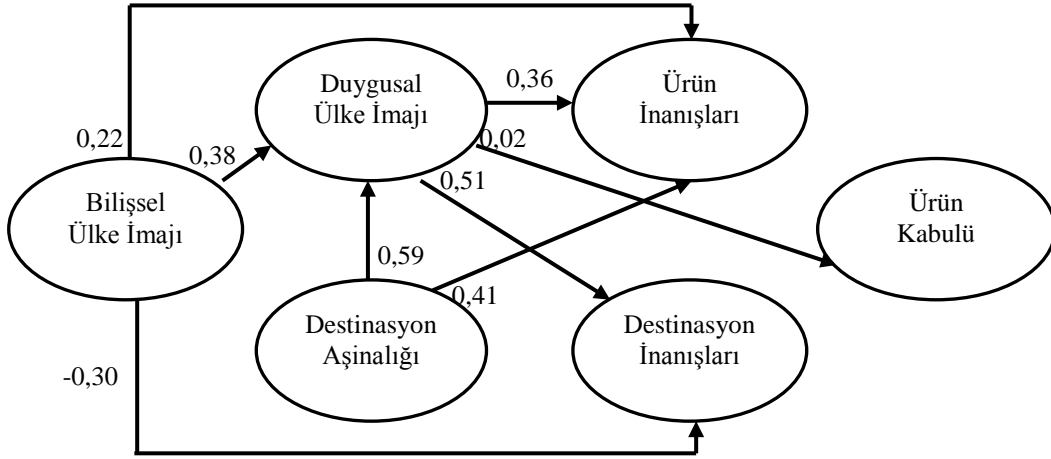 Duygusal
Ülke İmajı
0,36
Ürün
İnanışları
0,22
0,38
0,02
0,51
Bilişsel
Ülke İmajı
Ürün
Kabulü
0,59
0,41
Destinasyon
Aşinalığı
Destinasyon
İnanışları
-0,30